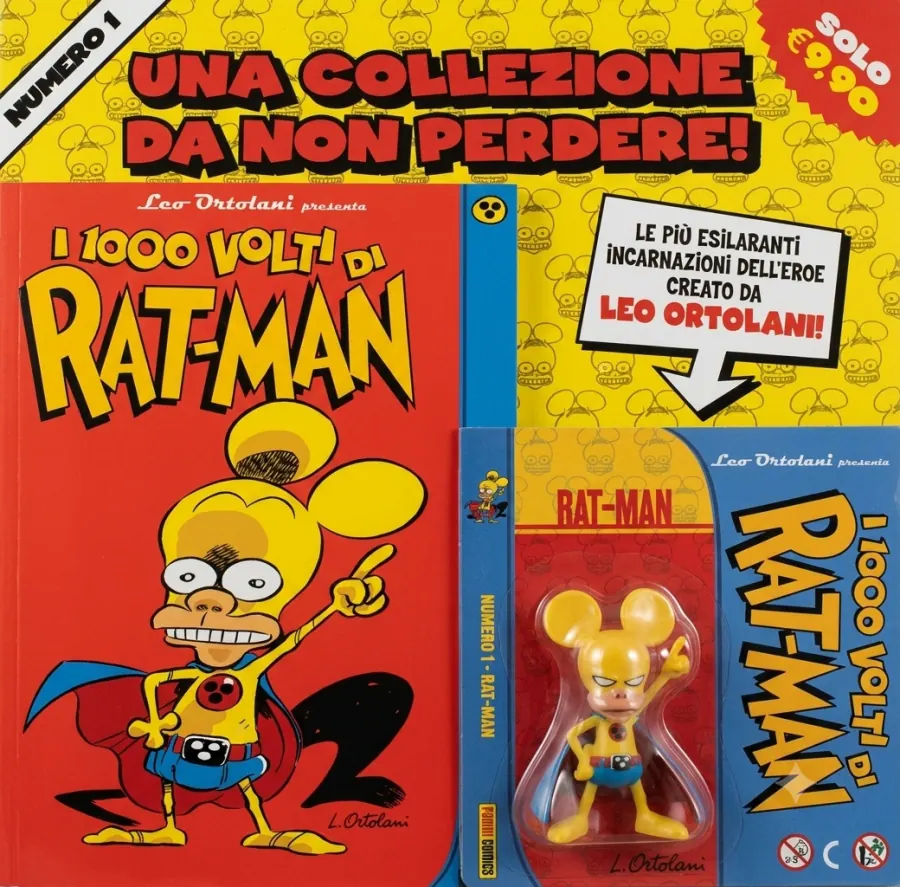 NUMERO 1
UNA COLLEZIONE
DA NON PERDERE!
SOLO
€ 9,90
Leo Ortolani presenta
I 1000 VOLTI DI
RAT-MAN
LE PIÙ ESILARANTI
INCARNAZIONI DELL'EROE
CREATO DA
LEO ORTOLANI!
L. Ortolani
Leo Ortolani presenta
RAT-MAN
I 1000 VOLTI DI
RAT-MAN
NUMERO 1 - RAT-MAN
PANINI COMICS
L. Ortolani